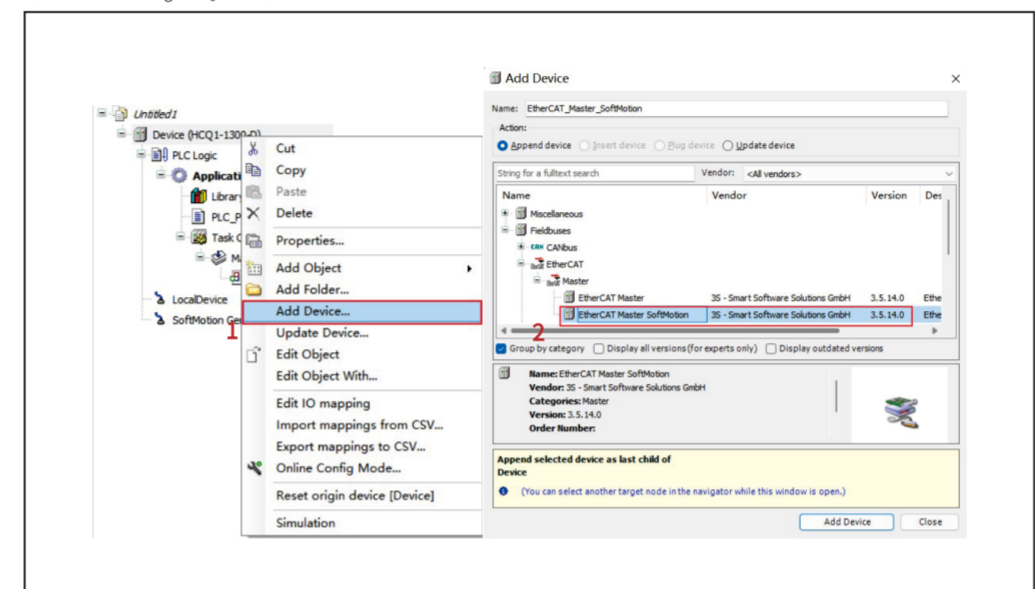 Untitled1
Device (HCQ1-1300-D)
PLC Logic
Applicati
Librar
PLC_P
Task C
M
LocalDevice
SoftMotion Ge
1
Cut
Copy
Paste
Delete
Properties...
Add Object
Add Folder...
Add Device...
Update Device...
Edit Object
Edit Object With...
Edit IO mapping
Import mappings from CSV...
Export mappings to CSV...
Online Config Mode...
Reset origin device [Device]
Simulation
Add Device
Name: EtherCAT_Master_SoftMotion
Action:
Append device Insert device Plug device Update device
String for a fulltext search Vendor: <All vendors>
Name Vendor Version Des
Miscellaneous
Fieldbuses
CAN CANbus
EtherCAT
Master
EtherCAT Master 3S - Smart Software Solutions GmbH 3.5.14.0 Ethe
EtherCAT Master SoftMotion 3S - Smart Software Solutions GmbH 3.5.14.0 Ethe
2
Group by category Display all versions (for experts only) Display outdated versions
Name: EtherCAT Master SoftMotion
Vendor: 3S - Smart Software Solutions GmbH
Categories: Master
Version: 3.5.14.0
Order Number:
Append selected device as last child of
Device
(You can select another target node in the navigator while this window is open.)
Add Device Close